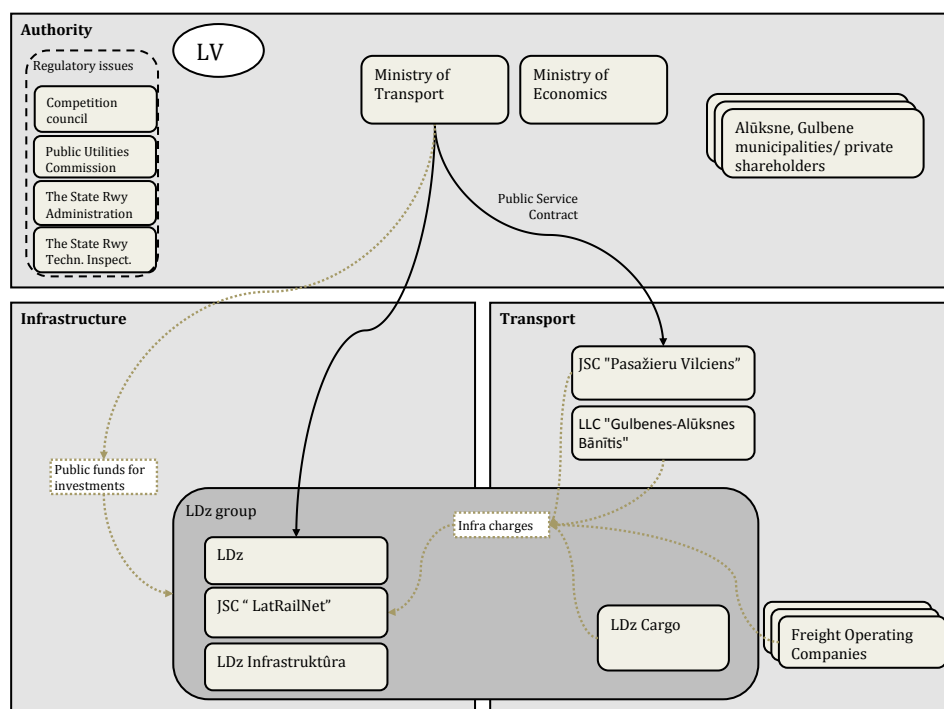 Authority
LV
Regulatory issues
Competition
council
Public Utilities
Commission
The State Rwy
Administration
The State Rwy
Techn. Inspect.
Ministry of
Transport
Ministry of
Economics
Alūksne, Gulbene
municipalities/ private
shareholders
Public Service
Contract
Infrastructure
Transport
JSC "Pasažieru Vilciens”
LLC "Gulbenes-Alūksnes
Bānītis"
Public funds for
investments
LDz group
Infra charges
LDz
JSC “ LatRailNet”
LDz Infrastruktûra
LDz Cargo
Freight Operating
Companies